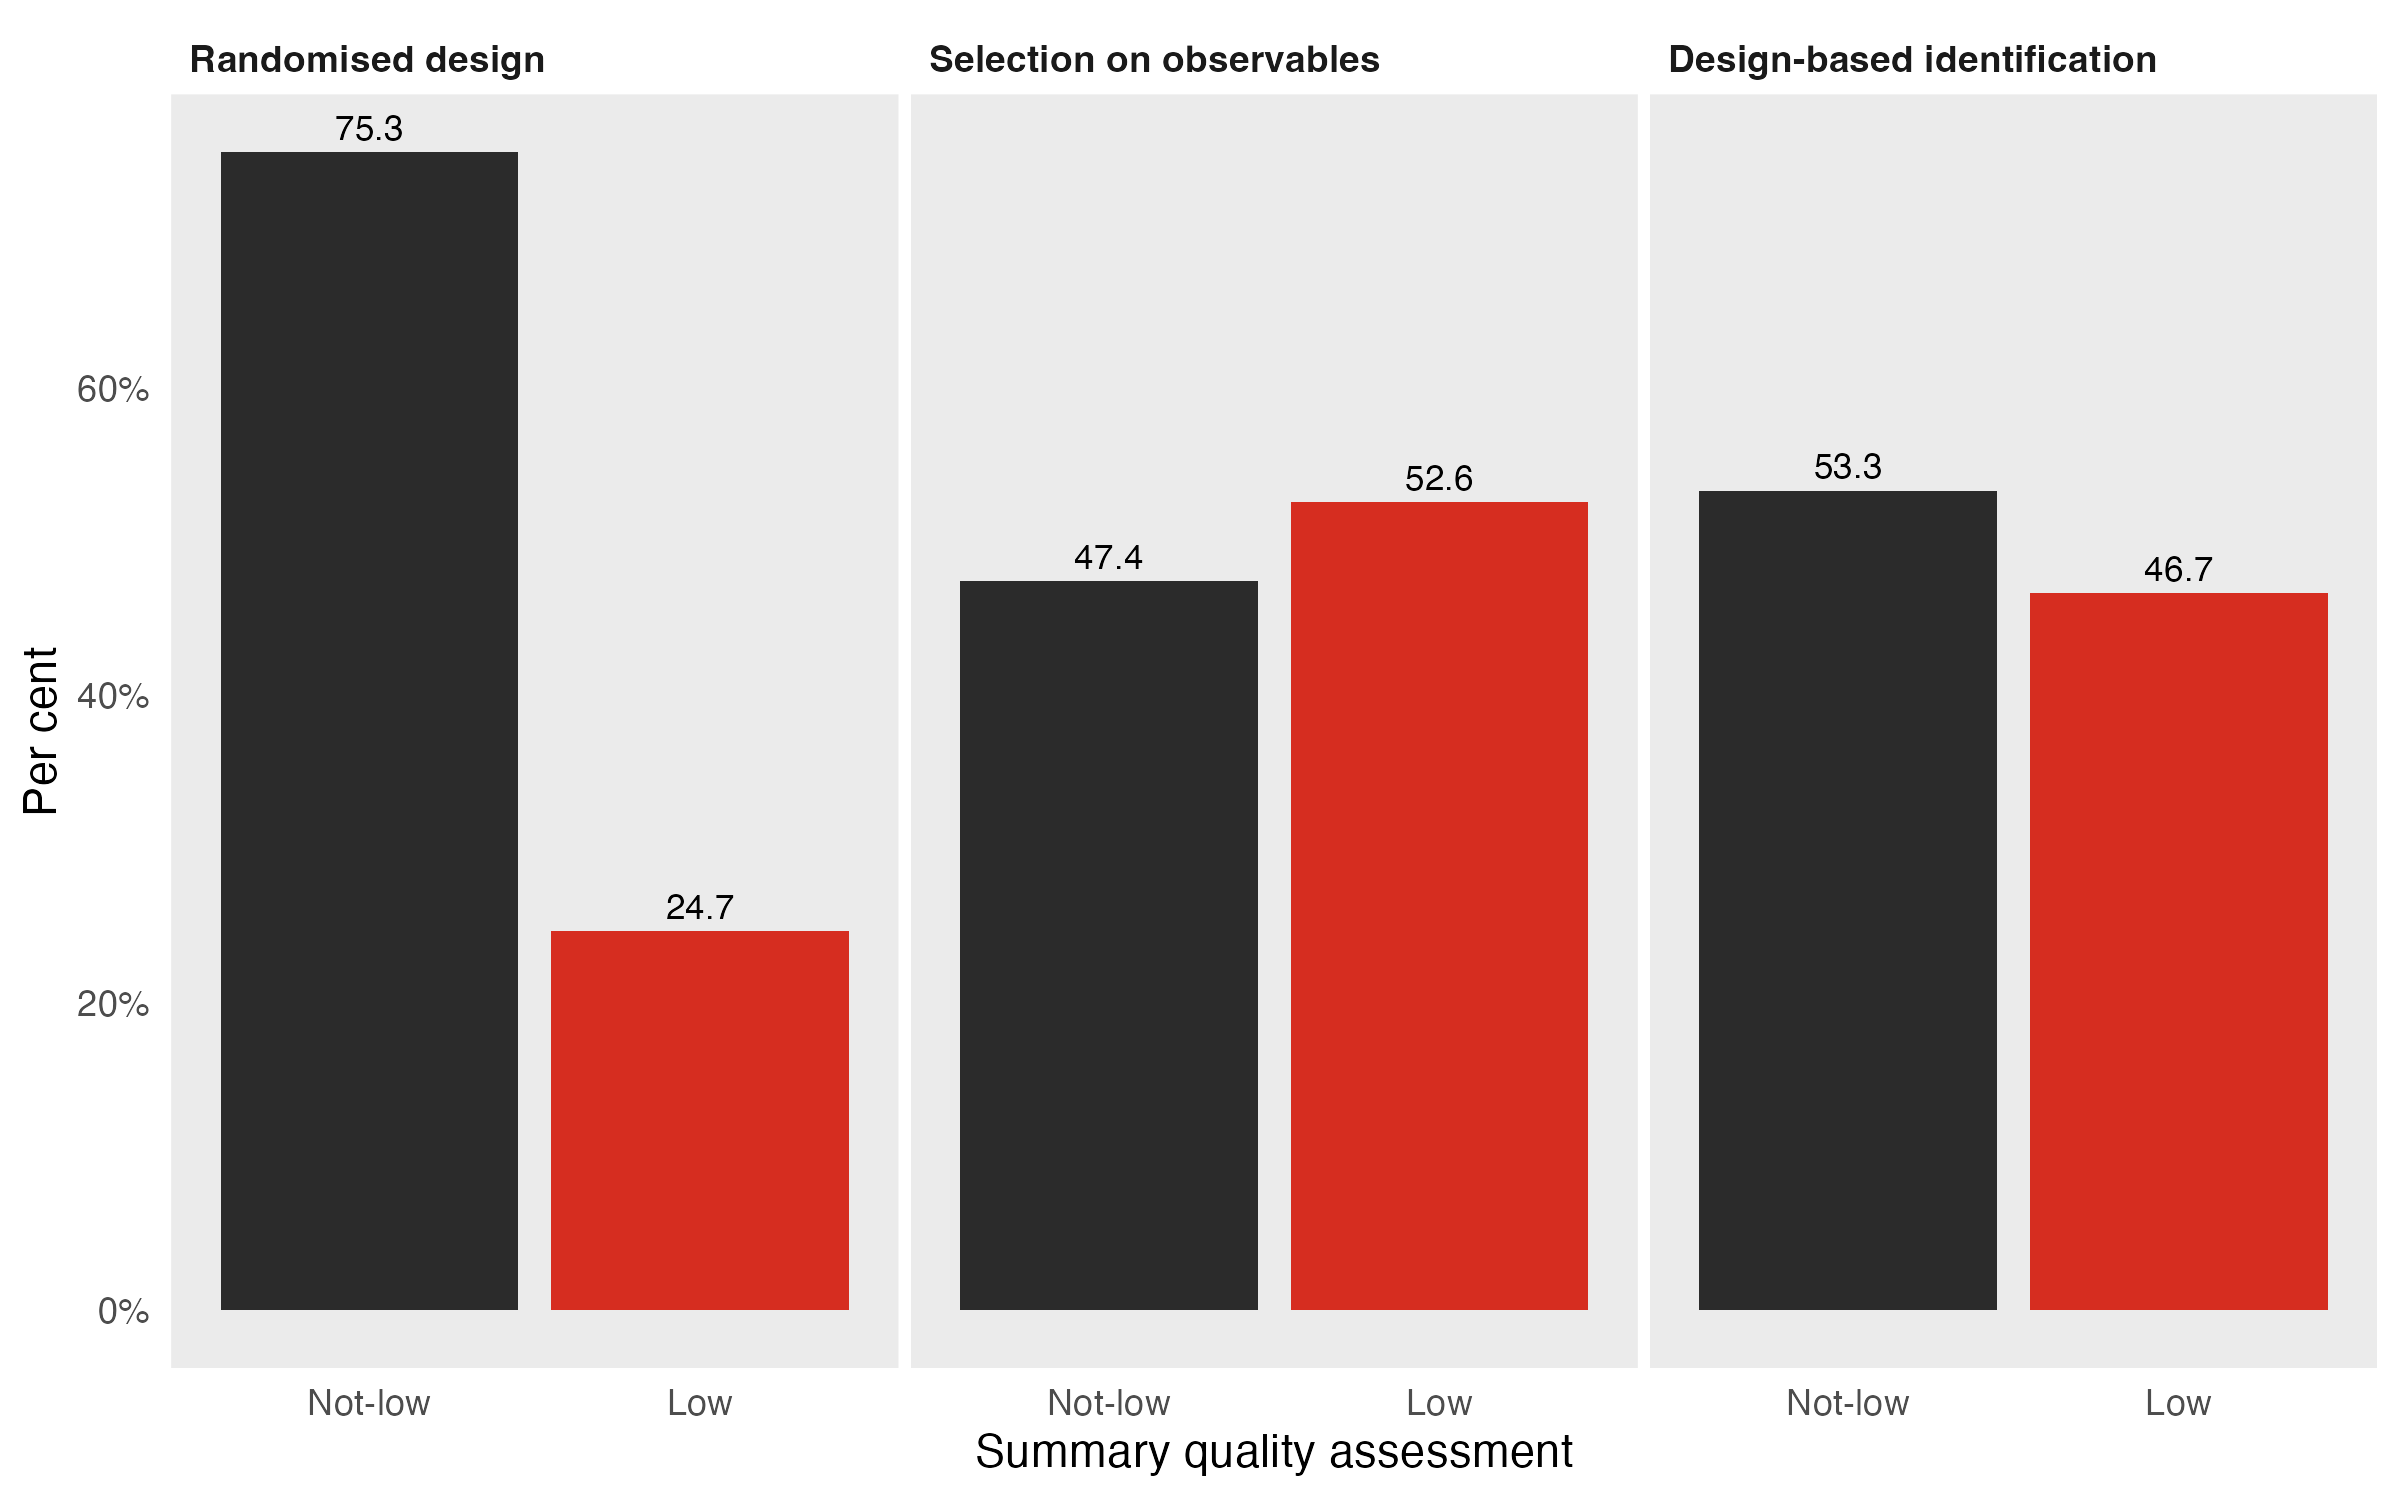 Randomised design
Selection on observables
Design-based identification
75.3
24.7
47.4
52.6
53.3
46.7
60%
40%
20%
0%
Per cent
Not-low
Low
Not-low
Low
Not-low
Low
Summary quality assessment